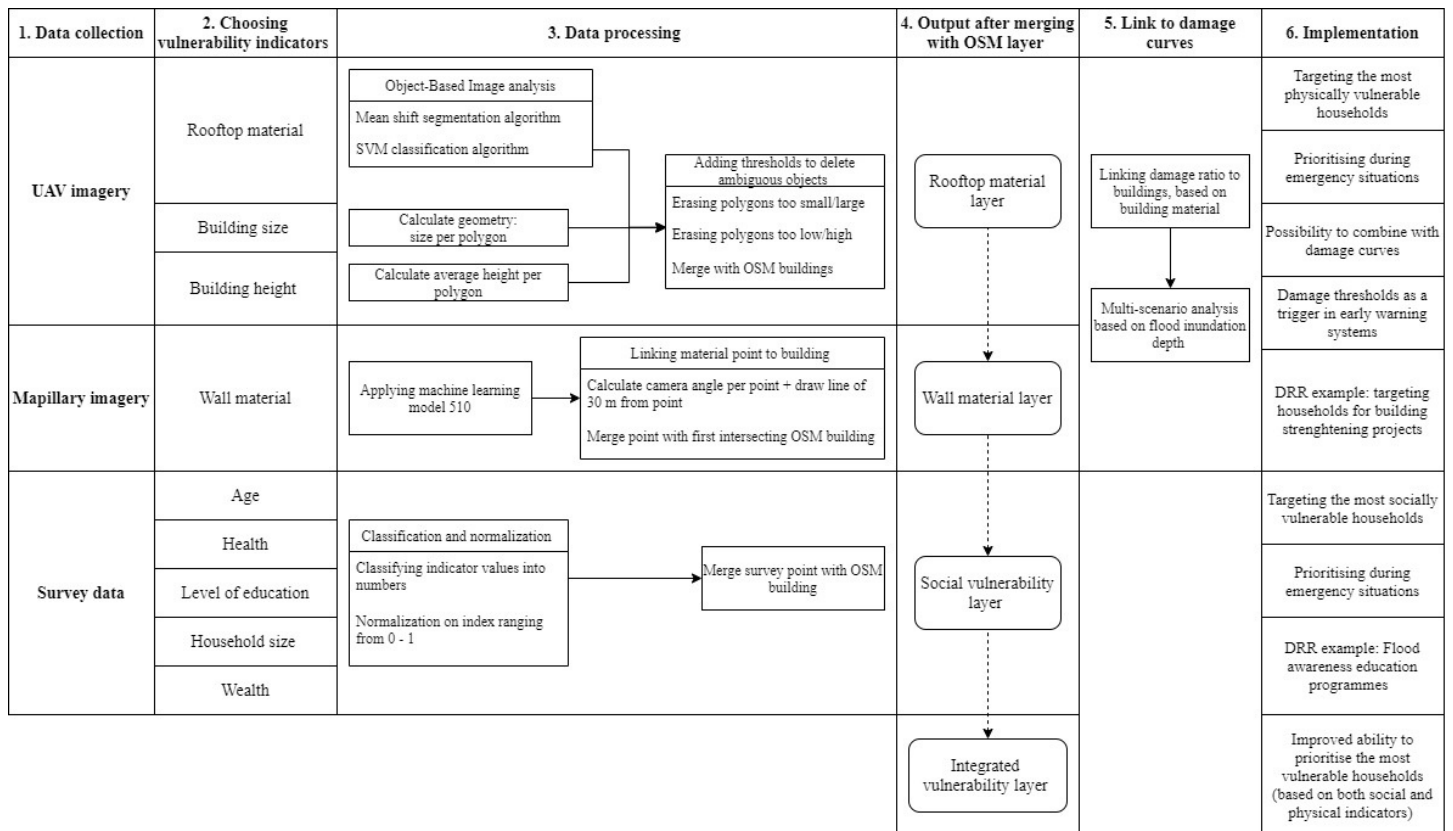 1. Data collection
2. Choosing
vulnerability indicators
3. Data processing
4. Output after merging
with OSM layer
5. Link to damage
curves
6. Implementation
UAV imagery
Rooftop material
Building size
Building height
Object-Based Image analysis
Mean shift segmentation algorithm
SVM classification algorithm
Calculate geometry:
size per polygon
Calculate average height per
polygon
Adding thresholds to delete
ambiguous objects
Erasing polygons too small/large
Erasing polygons too low/high
Merge with OSM buildings
Rooftop material
layer
Linking damage ratio to
buildings, based on
building material
Multi-scenario analysis
based on flood inundation
depth
Targeting the most
physically vulnerable
households
Prioritising during
emergency situations
Possibility to combine with
damage curves
Damage thresholds as a
trigger in early warning
systems
Mapillary imagery
Wall material
Applying machine learning
model 510
Linking material point to building
Calculate camera angle per point + draw line of
30 m from point
Merge point with first intersecting OSM building
Wall material layer
DRR example: targeting
households for building
strenghtening projects
Survey data
Age
Health
Level of education
Household size
Wealth
Classification and normalization
Classifying indicator values into
numbers
Normalization on index ranging
from 0 - 1
Merge survey point with OSM
building
Social vulnerability
layer
Targeting the most socially
vulnerable households
Prioritising during
emergency situations
DRR example: Flood
awareness education
programmes
Integrated
vulnerability layer
Improved ability to
prioritise the most
vulnerable households
(based on both social and
physical indicators)